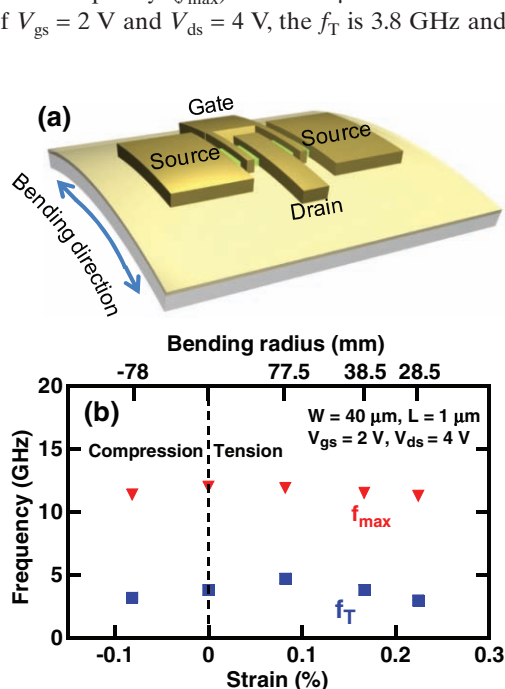 f Vgs = 2 V and Vds = 4 V, the fT is 3.8 GHz and
(a)
Gate
Source
Source
Drain
Bending direction
Bending radius (mm)
-78 77.5 38.5 28.5
(b)
W = 40 μm, L = 1 μm
Vgs = 2 V, Vds = 4 V
Compression Tension
fmax
fT
Frequency (GHz)
20
15
10
5
0
-0.1 0 0.1 0.2 0.3
Strain (%)